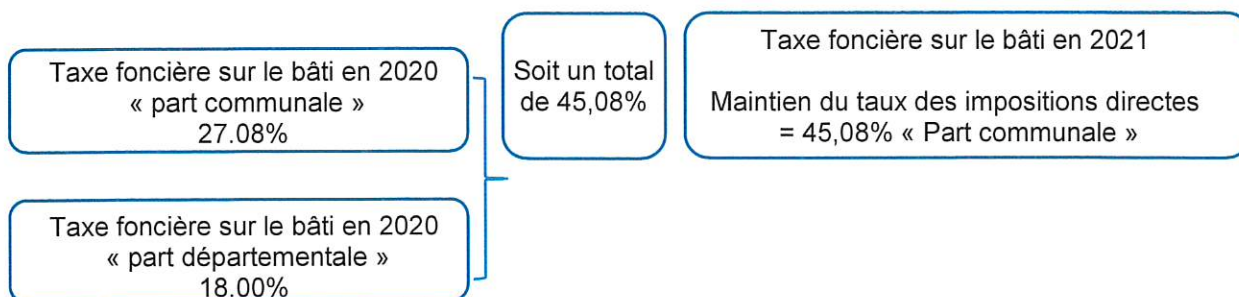 Taxe foncière sur le bâti en 2020
« part communale »
27.08%
Taxe foncière sur le bâti en 2020
« part départementale »
18.00%
Soit un total
de 45,08%
Taxe foncière sur le bâti en 2021
Maintien du taux des impositions directes
= 45,08% « Part communale »